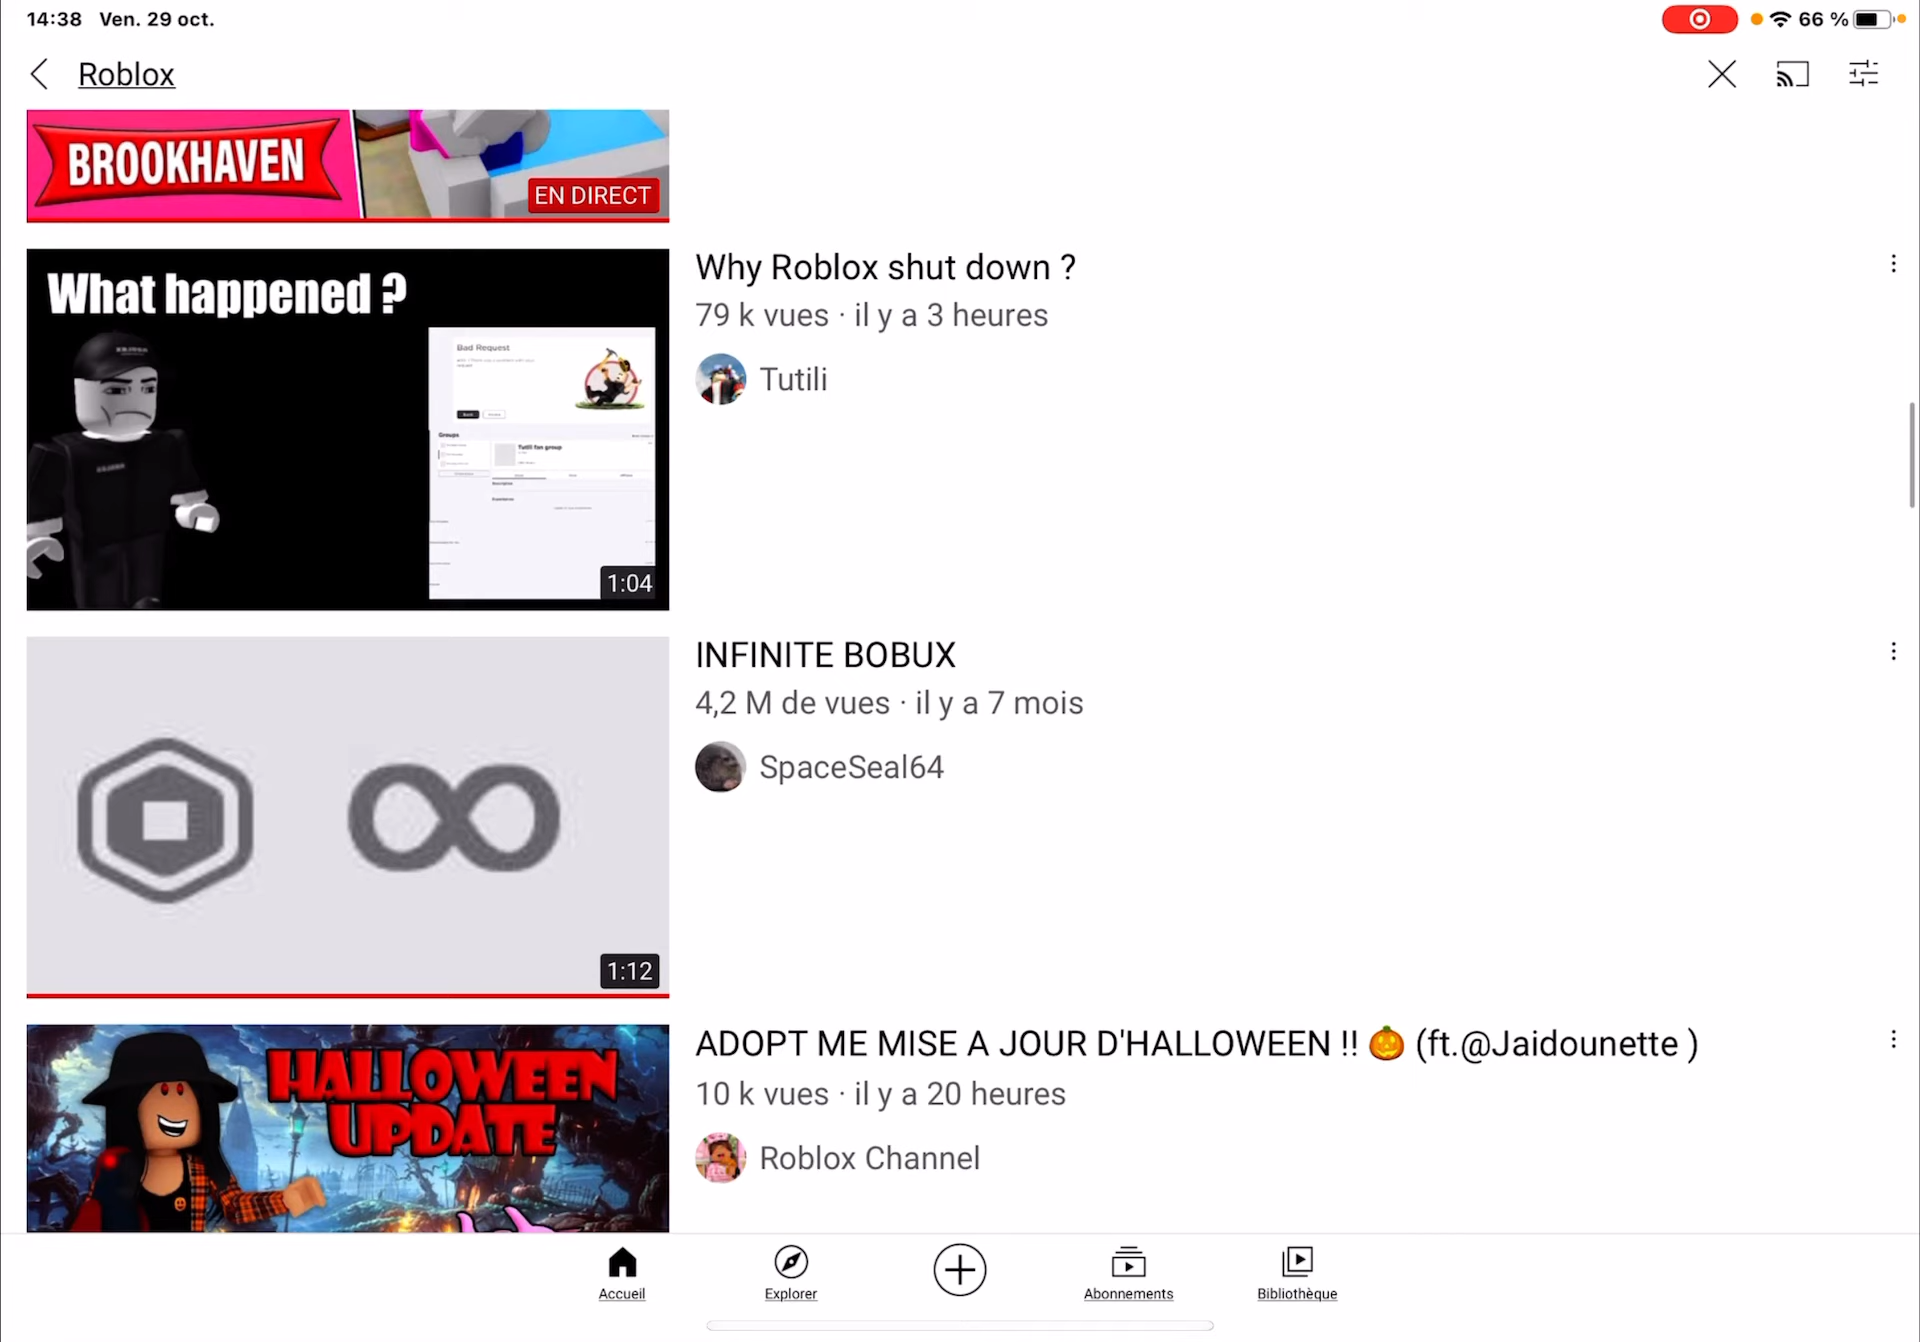 14:38 Ven. 29 oct.
66 %
Roblox
BROOKHAVEN
EN DIRECT
What happened ?
Bad Request
Groups
Tutili fan group
1:04
Why Roblox shut down ?
79 k vues · il y a 3 heures
Tutili
1:12
INFINITE BOBUX
4,2 M de vues · il y a 7 mois
SpaceSeal64
HALLOWEEN
UPDATE
ADOPT ME MISE A JOUR D'HALLOWEEN !! 🎃 (ft.@Jaidounette )
10 k vues · il y a 20 heures
Roblox Channel
Accueil
Explorer
Abonnements
Bibliothèque